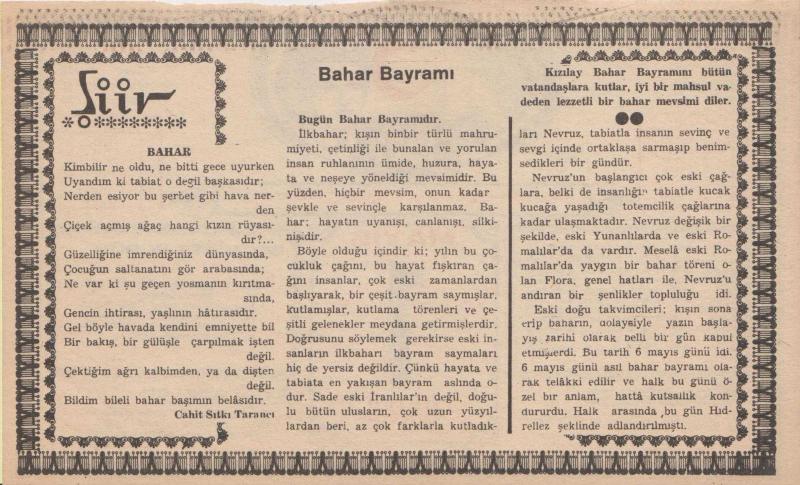 Şiir
BAHAR
Kimbilir ne oldu, ne bitti gece uyurken
Uyandım ki tabiat o degil başkasıdır;
Nerden esiyor bu şerbet gibi hava ner-
den
Çiçek açmış ağaç hangi kızın rüyası-
dır?...
Güzelliğine imrendiğiniz dünyasında,
Çocuğun saltanatını gör arabasında;
Ne var ki şu geçen yosmanın kırıtma-
sında,
Gencin ihtirası, yaşlının hâtırasıdır.
Gel böyle havada kendini emniyette bil
Bir bakış, bir gülüşle çarpılmak işten
değil.
Çektiğim ağrı kalbimden, ya da dişten
değil.
Bildim bileli bahar başımın belâsıdır.
Cahit Sıtkı Tarancı
Bahar Bayramı
Bugün Bahar Bayramıdır.
İlkbahar; kışın binbir türlü mahru-
miyeti, çetinliği ile bunalan ve yorulan
insan ruhlarının ümide, huzura, haya-
ta ve neşeye yöneldiği mevsimidir. Bu
yüzden, hiçbir mevsim, onun kadar
şevkle ve sevinçle karşılanmaz. Ba-
har; hayatın uyanışı, canlanışı, silki-
nişidir.
Böyle olduğu içindir ki; yılın bu ço-
cukluk çağını, bu hayat fışkıran ça-
ğını insanlar, çok eski zamanlardan
başlıyarak, bir çeşit bayram saymışlar,
kutlamışlar, kutlama törenleri ve çe-
şitli gelenekler meydana getirmişlerdir.
Doğrusunu söylemek gerekirse eski in-
sanların ilkbaharı bayram saymaları
hiç de yersiz değildir. Çünkü hayata ve
tabiata en yakışan bayram aslında o-
dur. Sade eski İranlılar'ın değil, doğu-
lu bütün ulusların, çok uzun yüzyıl-
lardan beri, az çok farklarla kutladık-
Kızılay Bahar Bayramını bütün
vatandaşlara kutlar, iyi bir mahsul va-
deden lezzetli bir bahar mevsimi diler.
ları Nevruz, tabiatla insanın sevinç ve
sevgi içinde ortaklaşa sarmaşıp benim-
sedikleri bir gündür.
Nevruz'un başlangıcı çok eski çağ-
lara, belki de insanlığın tabiatle kucak
kucağa yaşadığı totemcilik çağlarına
kadar ulaşmaktadır. Nevruz değişik bir
şekilde, eski Yunanlılarda ve eski Ro-
malılar'da da vardır. Meselâ eski Ro-
malılar'da yaygın bir bahar töreni o-
lan Flora, genel hatları ile, Nevruz'u
andıran bir şenlikler topluluğu idi.
Eski doğu takvimcileri; kışın sona
erip baharın, dolaysiyle yazın başla-
yış tarihi olarak belli bir gün kabul
etmişlerdi. Bu tarih 6 mayıs günü idi.
6 mayıs günü asıl bahar bayramı ola-
rak telâkki edilir ve halk bu günü ö-
zel bir anlam, hattâ kutsallık kon-
dururdu. Halk arasında bu gün Hıd-
rellez şeklinde adlandırılmıştı.